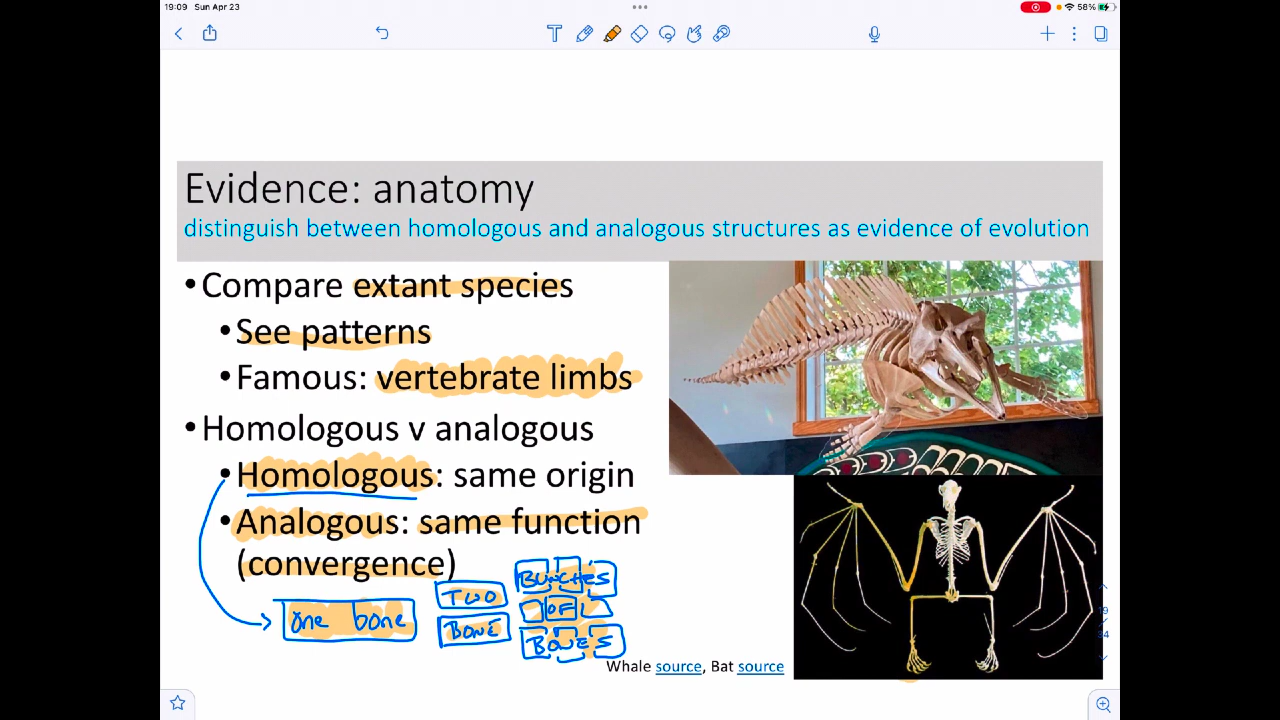 19:09 Sun Apr 23
58%
Evidence: anatomy
distinguish between homologous and analogous structures as evidence of evolution
•Compare extant species
•See patterns
•Famous: vertebrate limbs
•Homologous v analogous
•Homologous: same origin
•Analogous: same function
(convergence)
one bone
TWO
BONE
BUNCHES
OF
BONES
Whale source, Bat source
19
24